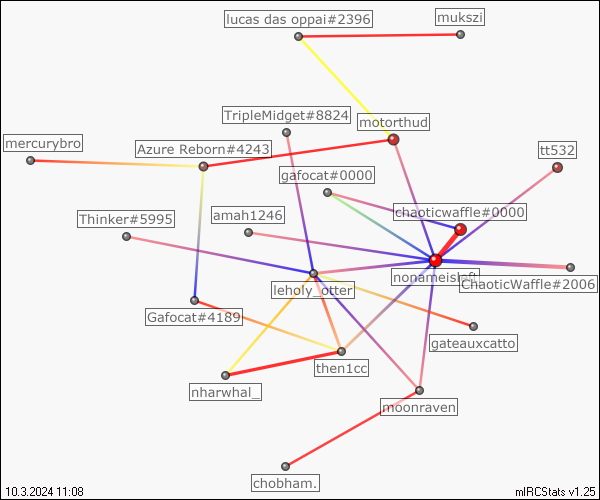 lucas das oppai#2396
mukszi
TripleMidget#8824
motorthud
mercurybro
Azure Reborn#4243
tt532
gafocat#0000
Thinker#5995
amah1246
chaoticwaffle#0000
nonameisleft
ChaoticWaffle#2006
leholy_otter
Gafocat#4189
gateauxcatto
then1cc
nharwhal_
moonraven
chobham.
10.3.2024 11:08
mIRCStats v1.25